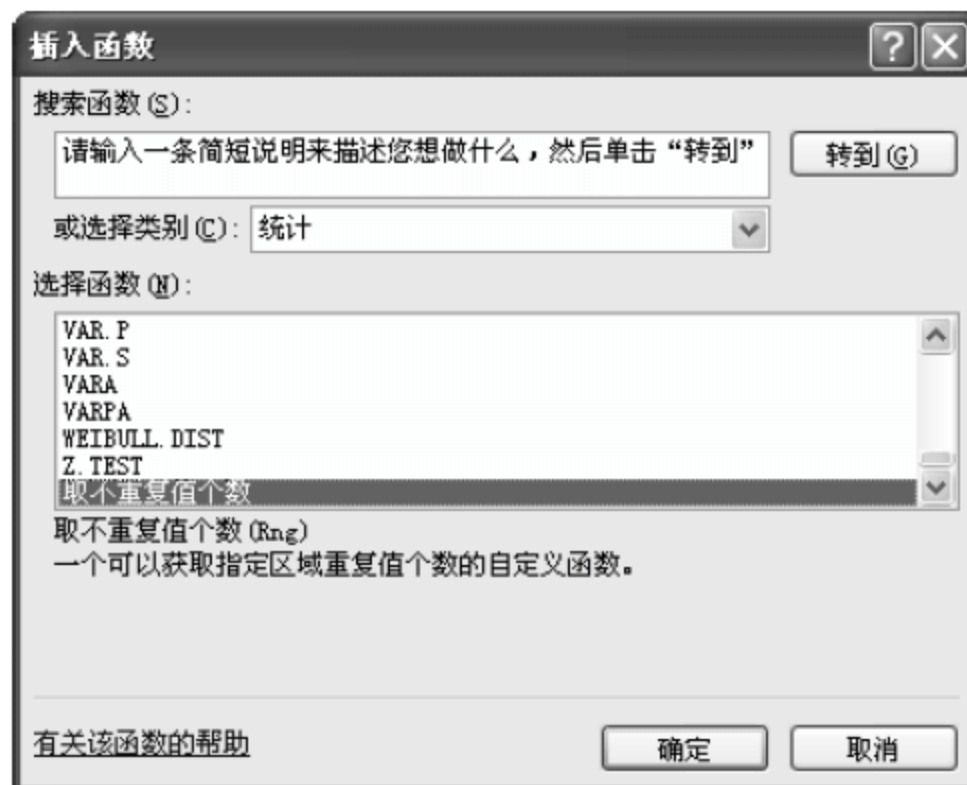 插入函数
搜索函数(S):
请输入一条简短说明来描述您想做什么，然后单击“转到”
转到(G)
或选择类别(C): 统计
选择函数(N):
VAR.P
VAR.S
VARA
VARPA
WEIBULL.DIST
Z.TEST
取不重复值个数
取不重复值个数(Rng)
一个可以获取指定区域重复值个数的自定义函数。
有关该函数的帮助
确定
取消